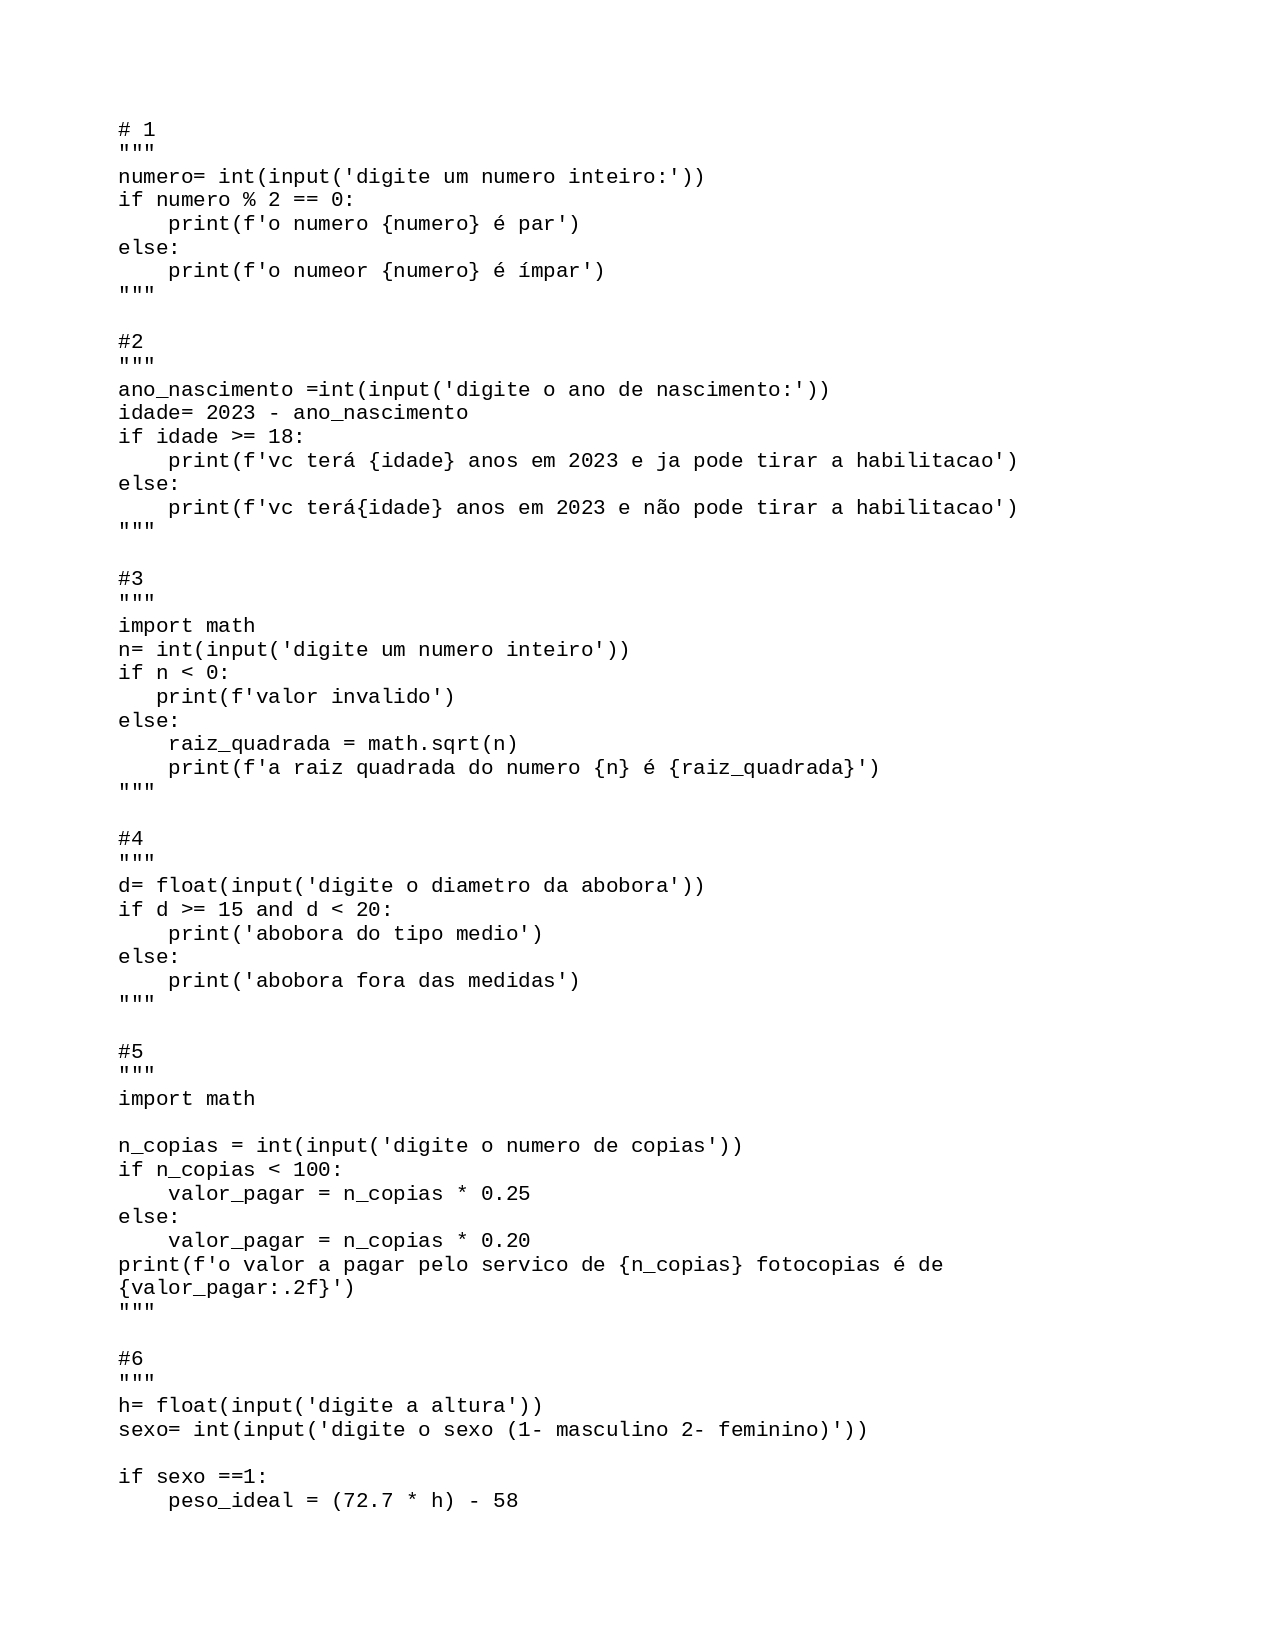 # 1
"""
numero= int(input('digite um numero inteiro:'))
if numero % 2 == 0:
    print(f'o numero {numero} é par')
else:
    print(f'o numeor {numero} é ímpar')
"""

#2
"""
ano_nascimento =int(input('digite o ano de nascimento:'))
idade= 2023 - ano_nascimento
if idade >= 18:
    print(f'vc terá {idade} anos em 2023 e ja pode tirar a habilitacao')
else:
    print(f'vc terá{idade} anos em 2023 e não pode tirar a habilitacao')
"""

#3
"""
import math
n= int(input('digite um numero inteiro'))
if n < 0:
   print(f'valor invalido')
else:
    raiz_quadrada = math.sqrt(n)
    print(f'a raiz quadrada do numero {n} é {raiz_quadrada}')
"""

#4
"""
d= float(input('digite o diametro da abobora'))
if d >= 15 and d < 20:
    print('abobora do tipo medio')
else:
    print('abobora fora das medidas')
"""

#5
"""
import math

n_copias = int(input('digite o numero de copias'))
if n_copias < 100:
    valor_pagar = n_copias * 0.25
else:
    valor_pagar = n_copias * 0.20
print(f'o valor a pagar pelo servico de {n_copias} fotocopias é de
{valor_pagar:.2f}')
"""

#6
"""
h= float(input('digite a altura'))
sexo= int(input('digite o sexo (1- masculino 2- feminino)'))

if sexo ==1:
    peso_ideal = (72.7 * h) - 58